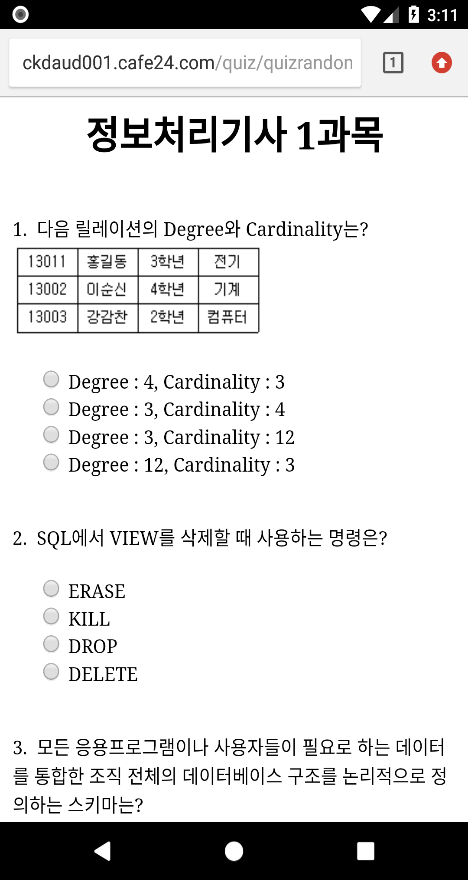 3:11
ckdaud001.cafe24.com/quiz/quizrandon
1
정보처리기사 1과목
1. 다음 릴레이션의 Degree와 Cardinality는?
13011 홍길동 3학년 전기
13002 이순신 4학년 기계
13003 강감찬 2학년 컴퓨터
Degree : 4, Cardinality : 3
Degree : 3, Cardinality : 4
Degree : 3, Cardinality : 12
Degree : 12, Cardinality : 3
2. SQL에서 VIEW를 삭제할 때 사용하는 명령은?
ERASE
KILL
DROP
DELETE
3. 모든 응용프로그램이나 사용자들이 필요로 하는 데이터
를 통합한 조직 전체의 데이터베이스 구조를 논리적으로 정
의하는 스키마는?